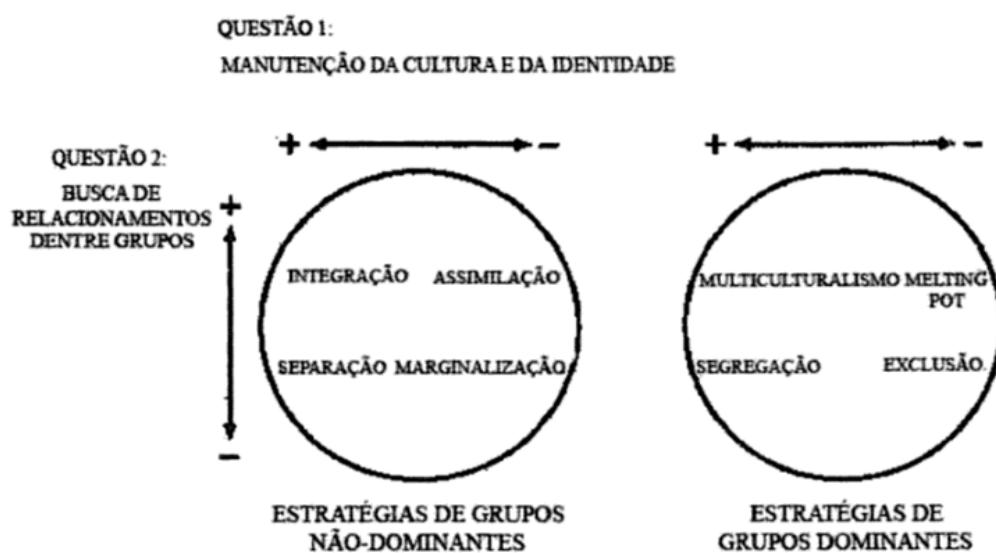 QUESTÃO 1:
MANUTENÇÃO DA CULTURA E DA IDENTIDADE
QUESTÃO 2:
BUSCA DE
RELACIONAMENTOS
DENTRE GRUPOS
+
-
+ -
INTEGRAÇÃO ASSIMILAÇÃO
SEPARAÇÃO MARGINALIZAÇÃO
ESTRATÉGIAS DE GRUPOS
NÃO-DOMINANTES
+ -
MULTICULTURALISMO MELTING
POT
SEGREGAÇÃO EXCLUSÃO.
ESTRATÉGIAS DE
GRUPOS DOMINANTES